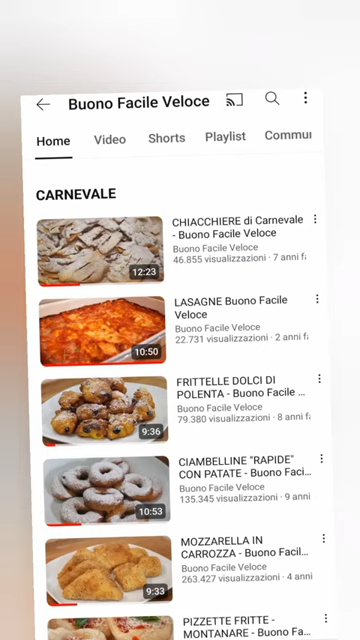 Buono Facile Veloce
Home Video Shorts Playlist Commun
CARNEVALE
CHIACCHIERE di Carnevale
- Buono Facile Veloce
Buono Facile Veloce
46.855 visualizzazioni · 7 anni fa
12:23
LASAGNE Buono Facile
Veloce
Buono Facile Veloce
22.731 visualizzazioni · 2 anni fa
10:50
FRITTELLE DOLCI DI
POLENTA - Buono Facile ...
Buono Facile Veloce
79.380 visualizzazioni · 8 anni fa
9:36
CIAMBELLINE "RAPIDE"
CON PATATE - Buono Faci...
Buono Facile Veloce
135.345 visualizzazioni · 9 anni
10:53
MOZZARELLA IN
CARROZZA - Buono Facil...
Buono Facile Veloce
263.427 visualizzazioni · 4 anni
9:33
PIZZETTE FRITTE -
MONTANARE - Buono Fa...